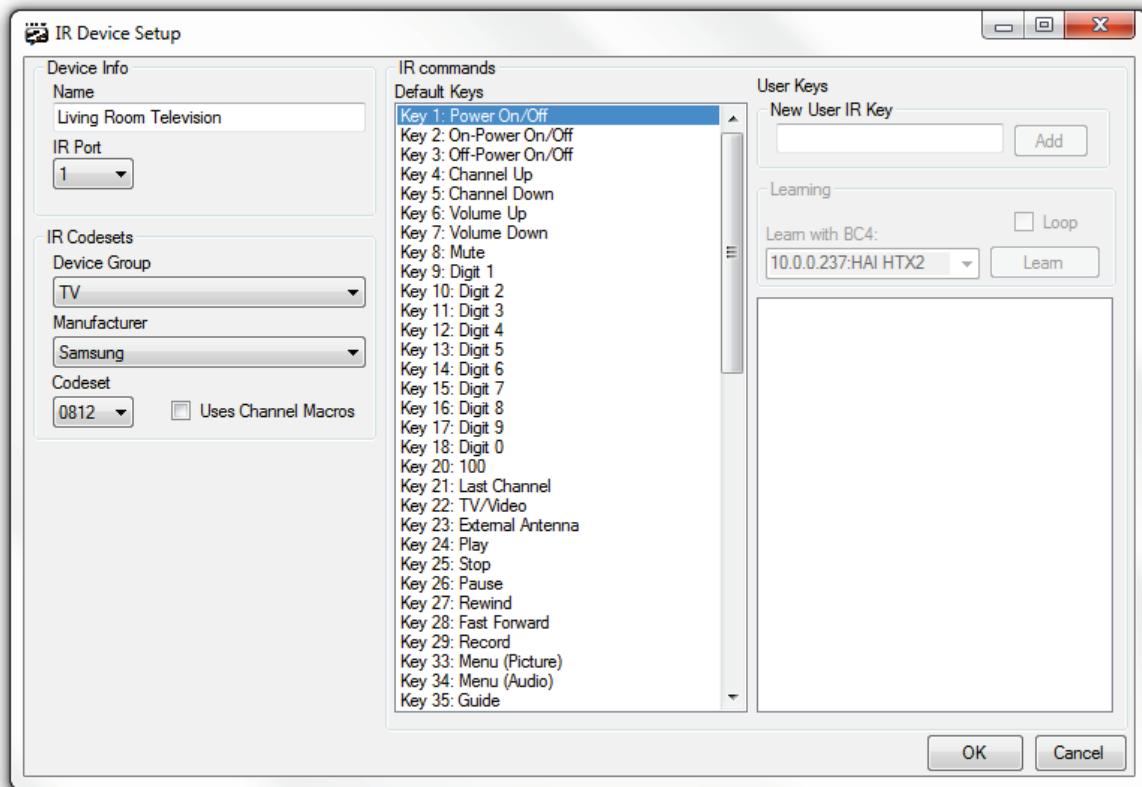 IR Device Setup
Device Info
Name
Living Room Television
IR Port
1
IR Codesets
Device Group
TV
Manufacturer
Samsung
Codeset
0812
Uses Channel Macros
IR commands
Default Keys
Key 1: Power On/Off
Key 2: On-Power On/Off
Key 3: Off-Power On/Off
Key 4: Channel Up
Key 5: Channel Down
Key 6: Volume Up
Key 7: Volume Down
Key 8: Mute
Key 9: Digit 1
Key 10: Digit 2
Key 11: Digit 3
Key 12: Digit 4
Key 13: Digit 5
Key 14: Digit 6
Key 15: Digit 7
Key 16: Digit 8
Key 17: Digit 9
Key 18: Digit 0
Key 20: 100
Key 21: Last Channel
Key 22: TV/Video
Key 23: External Antenna
Key 24: Play
Key 25: Stop
Key 26: Pause
Key 27: Rewind
Key 28: Fast Forward
Key 29: Record
Key 33: Menu (Picture)
Key 34: Menu (Audio)
Key 35: Guide
User Keys
New User IR Key
Add
Learning
Loop
Learn with BC4:
10.0.0.237:HAI HTX2
Learn
OK
Cancel